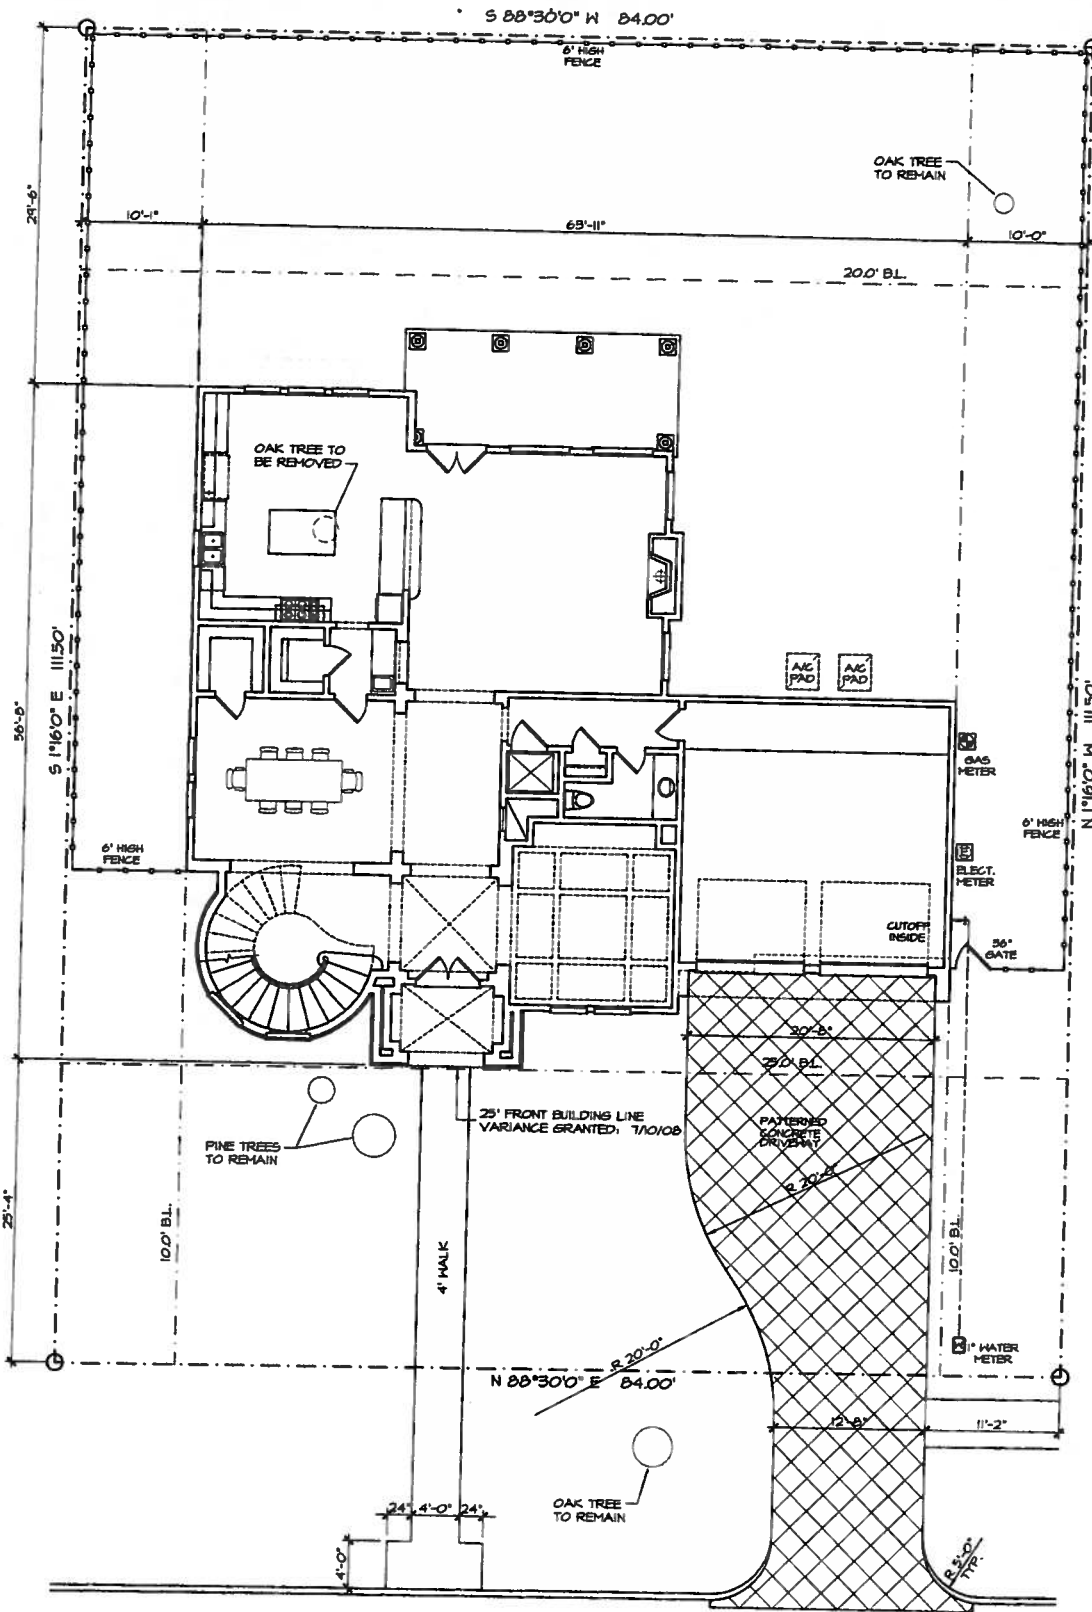 S 88°30'0" W 84.00'
6' HIGH
FENCE
OAK TREE
TO REMAIN
29'-6"
10'-1"
63'-11"
10'-0"
20.0' B.L.
OAK TREE TO
BE REMOVED
S 1°16'0" E 111.50'
56'-8"
A/C
PAD
A/C
PAD
GAS
METER
N 1°16'0" W 111.50'
6' HIGH
FENCE
6' HIGH
FENCE
ELECT.
METER
CUTOFF
INSIDE
36"
GATE
20'-8"
25.0' B.L.
25' FRONT BUILDING LINE
VARIANCE GRANTED: 7/10/08
PATTERNED
CONCRETE
DRIVEWAY
PINE TREES
TO REMAIN
R 20'-0"
25'-4"
10.0' B.L.
4' WALK
10.0' B.L.
R 20'-0"
1" WATER
METER
N 88°30'0" E 84.00'
12'-8"
11'-2"
OAK TREE
TO REMAIN
24"
4'-0"
24"
4'-0"
R 5'-0"
TYP.